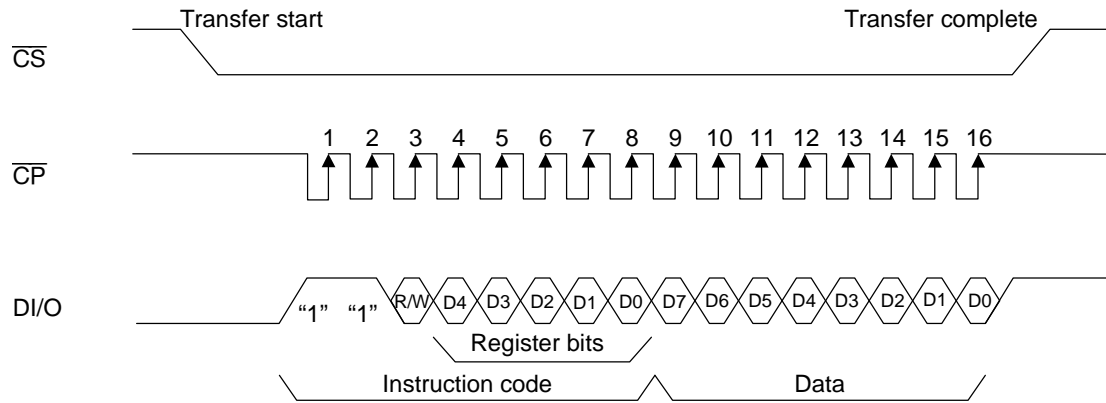 Transfer start Transfer complete
CS
1 2 3 4 5 6 7 8 9 10 11 12 13 14 15 16
CP
DI/O “1” “1” R/W D4 D3 D2 D1 D0 D7 D6 D5 D4 D3 D2 D1 D0
Register bits
Instruction code Data